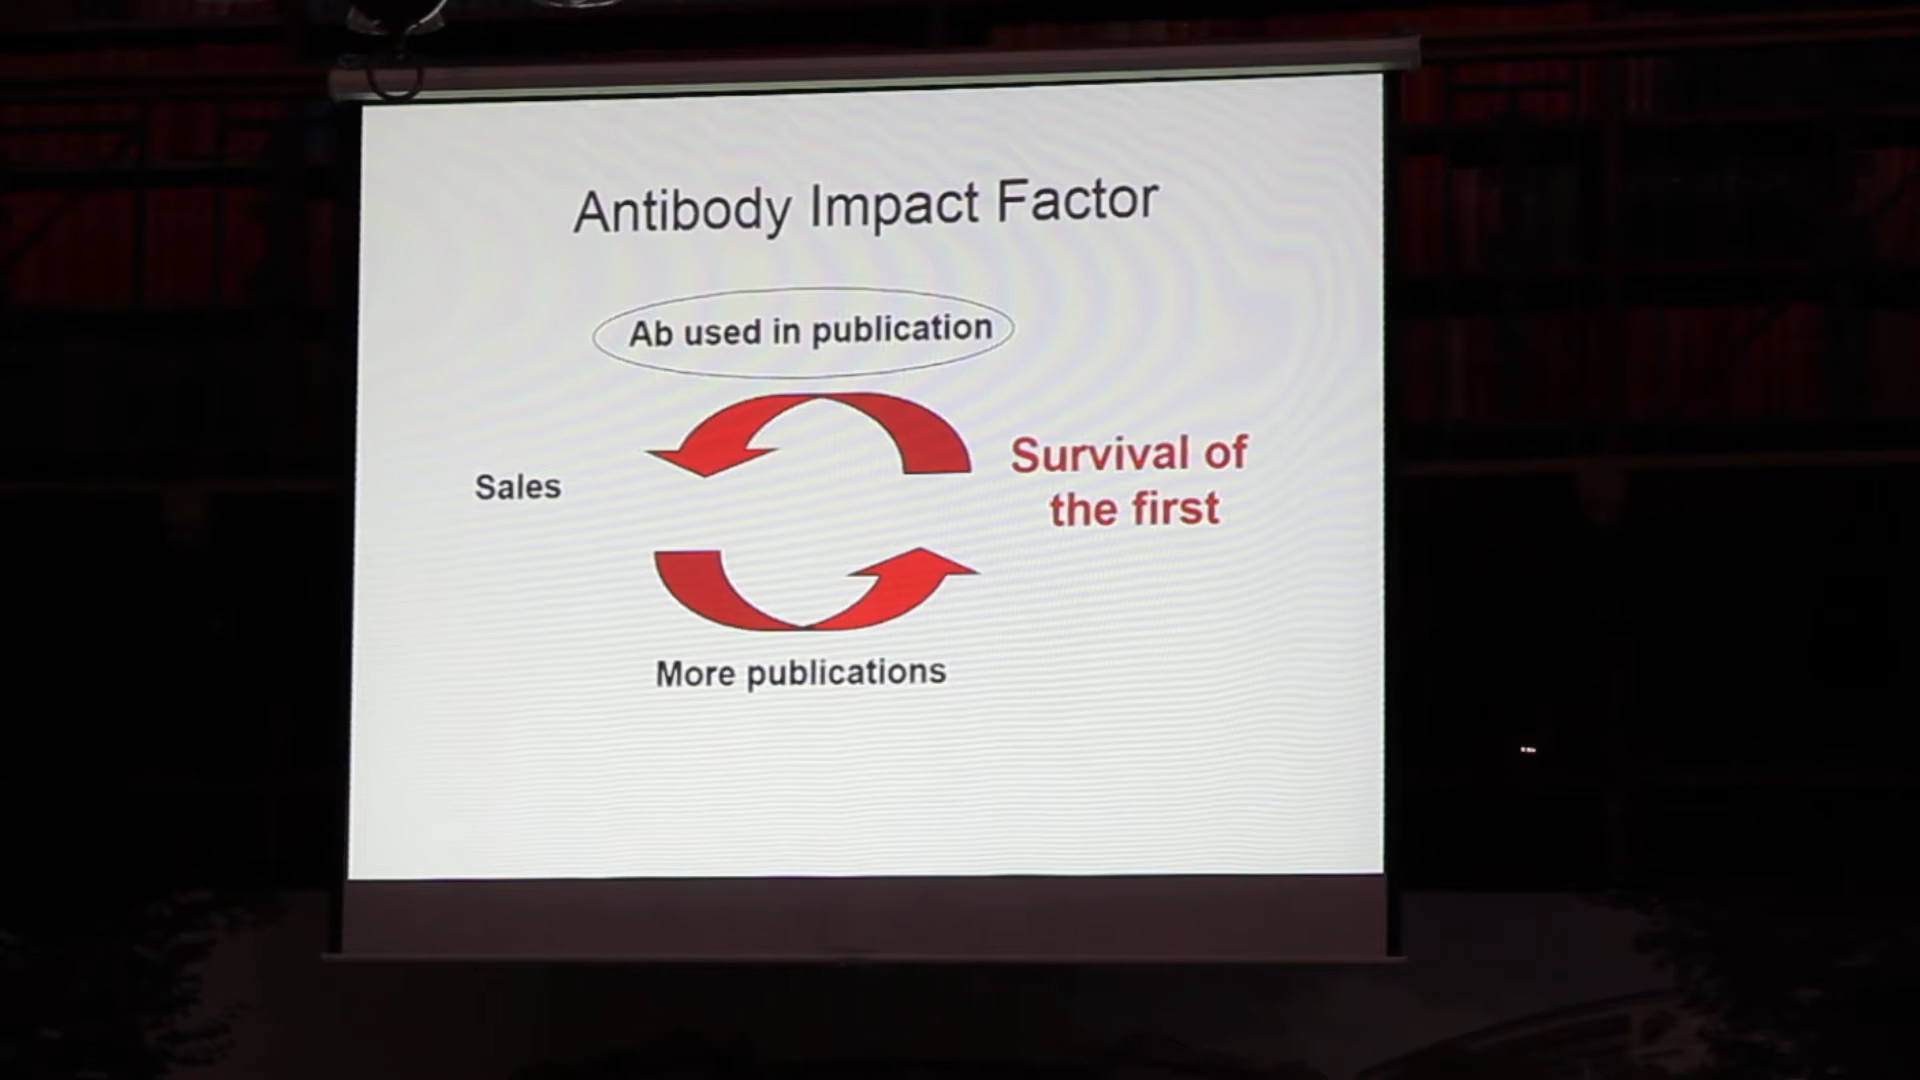 Antibody Impact Factor
Ab used in publication
Survival of
the first
Sales
More publications